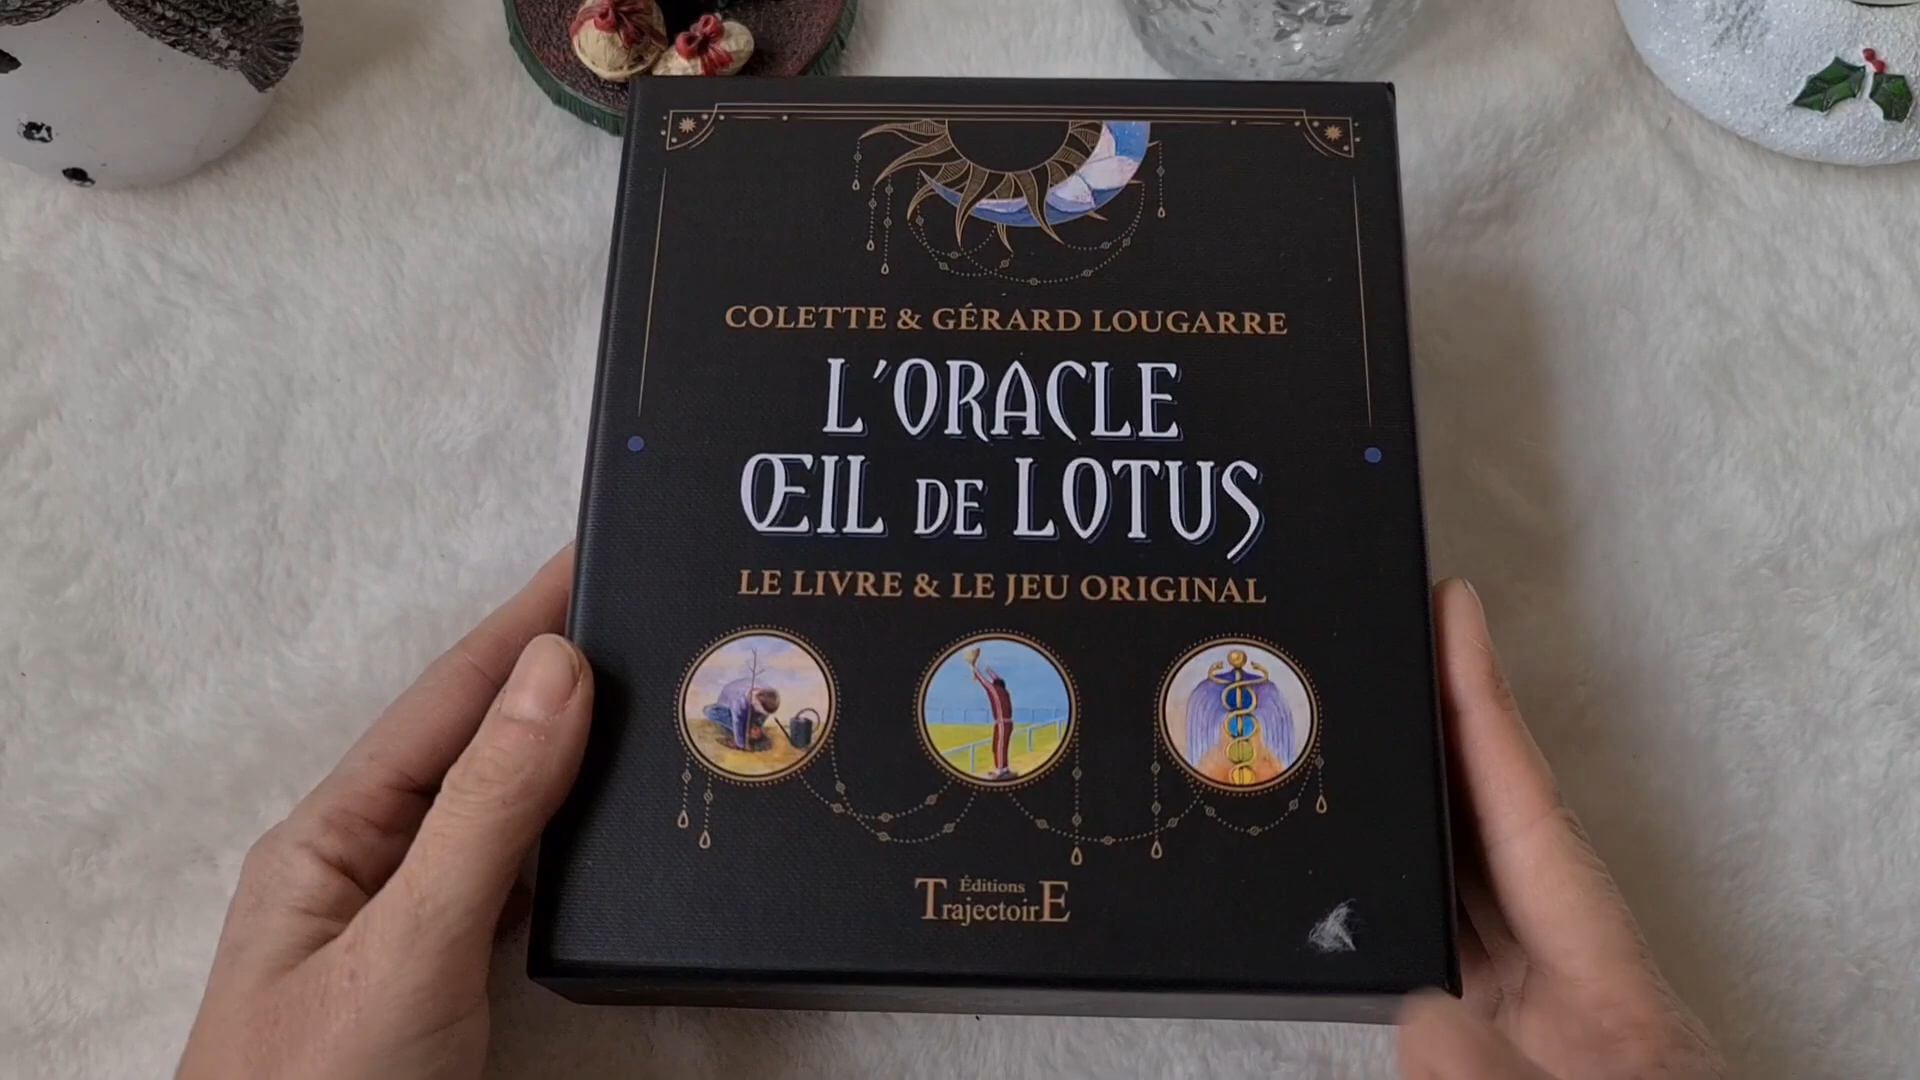 COLETTE & GÉRARD LOUGARRE
L'ORACLE
ŒIL DE LOTUS
LE LIVRE & LE JEU ORIGINAL
Éditions
TrajectoirE